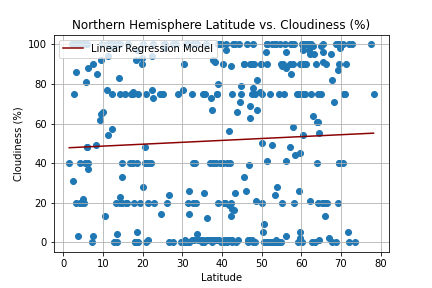 Northern Hemisphere Latitude vs. Cloudiness (%)
Linear Regression Model
100
80
60
40
20
0
Cloudiness (%)
0 10 20 30 40 50 60 70 80
Latitude